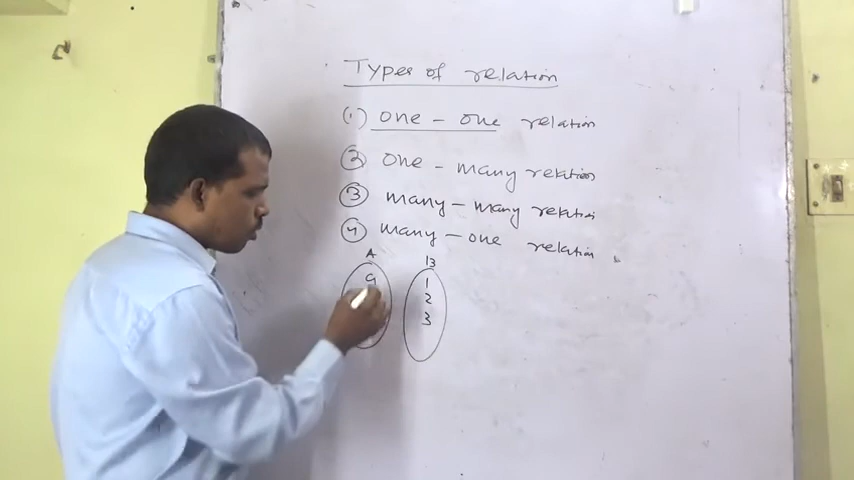 Types of relation
(1) one - one relation
(2) one - many relation
(3) many - many relation
(4) many - one relation
A B
a 1
2
3